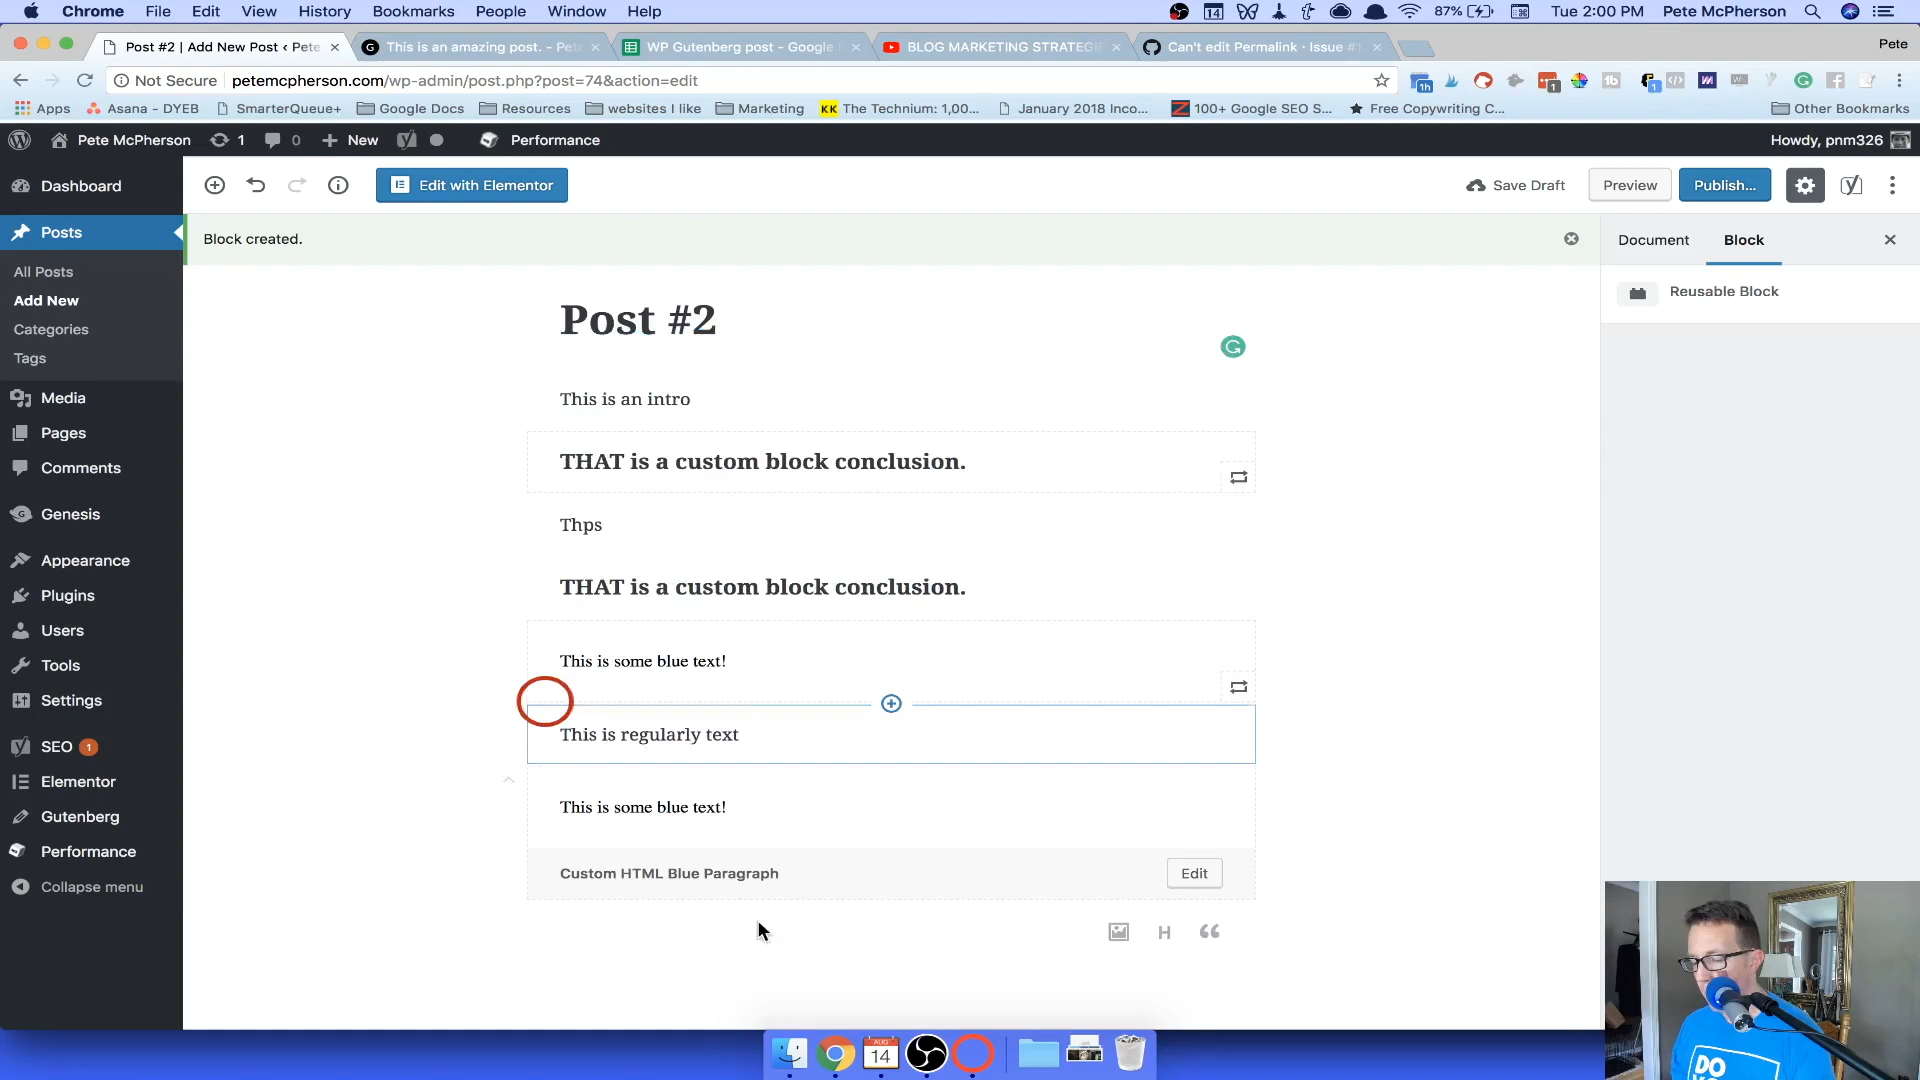 Chrome File Edit View History Bookmarks People Window Help 14 87% Tue 2:00 PM Pete McPherson
Post #2 | Add New Post ‹ Pete
This is an amazing post. - Pete
WP Gutenberg post - Google
BLOG MARKETING STRATEGI
Can't edit Permalink · Issue #1
Pete
Not Secure petemcpherson.com/wp-admin/post.php?post=74&action=edit
Apps Asana - DYEB SmarterQueue+ Google Docs Resources websites I like Marketing KK The Technium: 1,00... January 2018 Inco... 100+ Google SEO S... Free Copywriting C... Other Bookmarks
Pete McPherson 1 0 New Performance Howdy, pnm326
Dashboard
Posts
All Posts
Add New
Categories
Tags
Media
Pages
Comments
Genesis
Appearance
Plugins
Users
Tools
Settings
SEO 1
Elementor
Gutenberg
Performance
Collapse menu
Edit with Elementor
Save Draft Preview Publish...
Block created.
Post #2
This is an intro
THAT is a custom block conclusion.
Thps
THAT is a custom block conclusion.
This is some blue text!
This is regularly text
This is some blue text!
Custom HTML Blue Paragraph Edit
H
Document Block
Reusable Block
AUG
14
DO